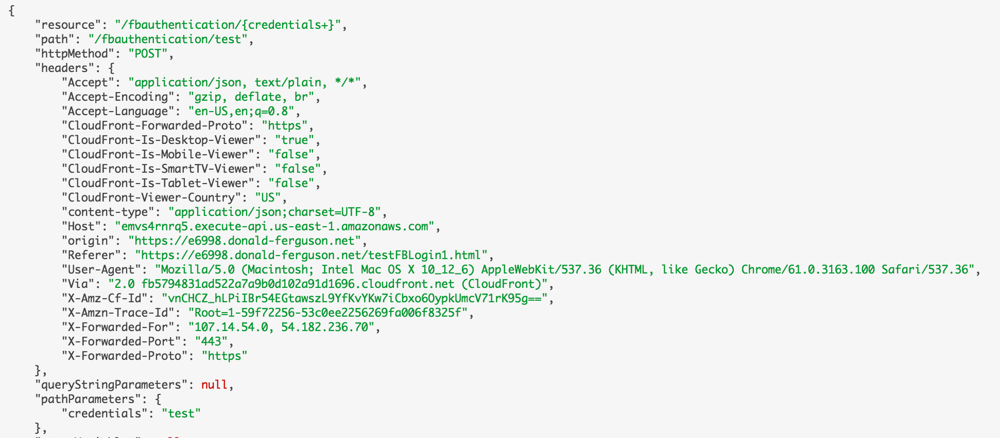 {
    "resource": "/fbauthentication/{credentials+}",
    "path": "/fbauthentication/test",
    "httpMethod": "POST",
    "headers": {
        "Accept": "application/json, text/plain, */*",
        "Accept-Encoding": "gzip, deflate, br",
        "Accept-Language": "en-US,en;q=0.8",
        "CloudFront-Forwarded-Proto": "https",
        "CloudFront-Is-Desktop-Viewer": "true",
        "CloudFront-Is-Mobile-Viewer": "false",
        "CloudFront-Is-SmartTV-Viewer": "false",
        "CloudFront-Is-Tablet-Viewer": "false",
        "CloudFront-Viewer-Country": "US",
        "content-type": "application/json;charset=UTF-8",
        "Host": "emvs4rnrq5.execute-api.us-east-1.amazonaws.com",
        "origin": "https://e6998.donald-ferguson.net",
        "Referer": "https://e6998.donald-ferguson.net/testFBLogin1.html",
        "User-Agent": "Mozilla/5.0 (Macintosh; Intel Mac OS X 10_12_6) AppleWebKit/537.36 (KHTML, like Gecko) Chrome/61.0.3163.100 Safari/537.36",
        "Via": "2.0 fb5794831ad522a7a9b0d102a91d1696.cloudfront.net (CloudFront)",
        "X-Amz-Cf-Id": "vnCHCZ_hLPiIBr54EGtawszL9YfKvYKw7iCbxo6OypkUmcV71rK95g==",
        "X-Amzn-Trace-Id": "Root=1-59f72256-53c0ee2256269fa006f8325f",
        "X-Forwarded-For": "107.14.54.0, 54.182.236.70",
        "X-Forwarded-Port": "443",
        "X-Forwarded-Proto": "https"
    },
    "queryStringParameters": null,
    "pathParameters": {
        "credentials": "test"
    },